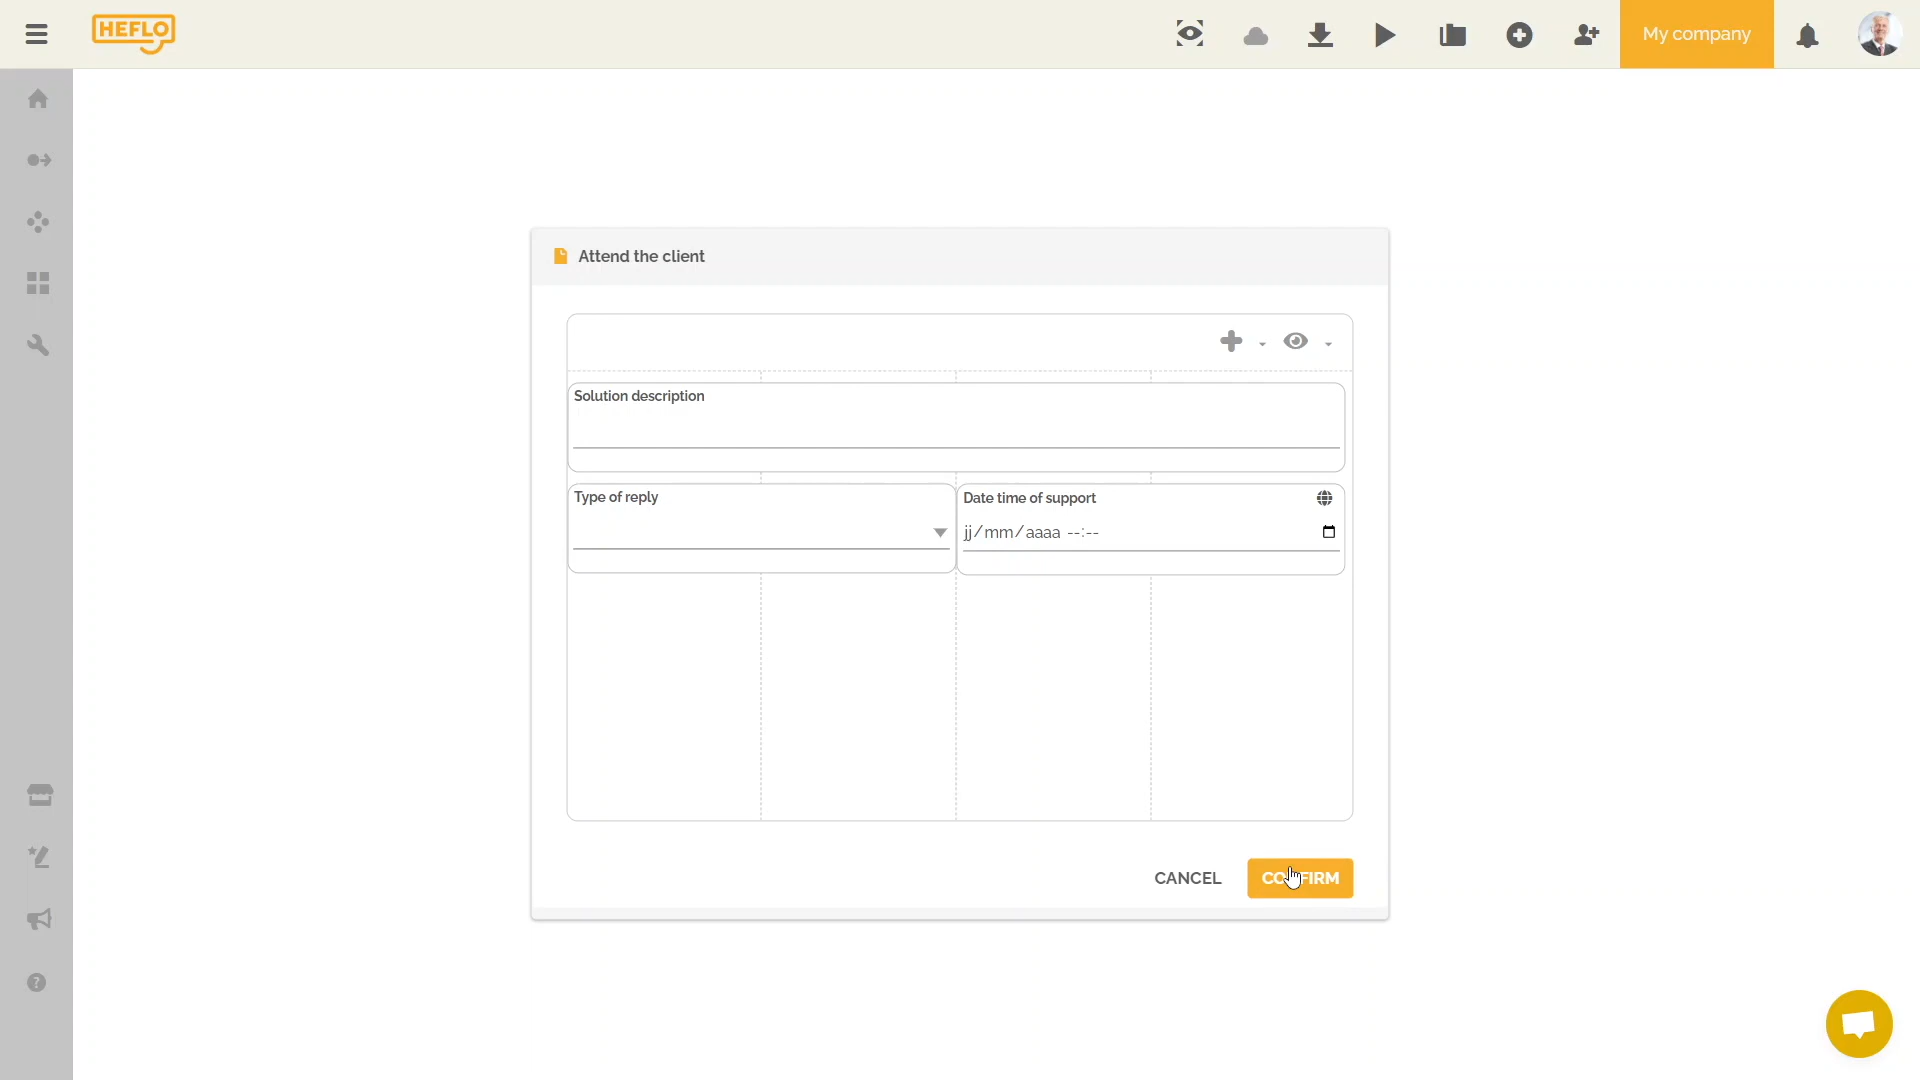 HEFLO
My company
Attend the client
Solution description
Type of reply
Date time of support
jj/mm/aaaa --:--
CANCEL
CONFIRM